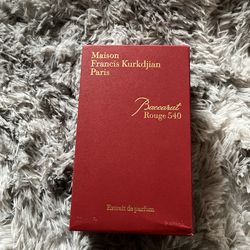 Maison
Francis Kurkdjian
Paris
Baccarat
Rouge 540
Extrait de parfum